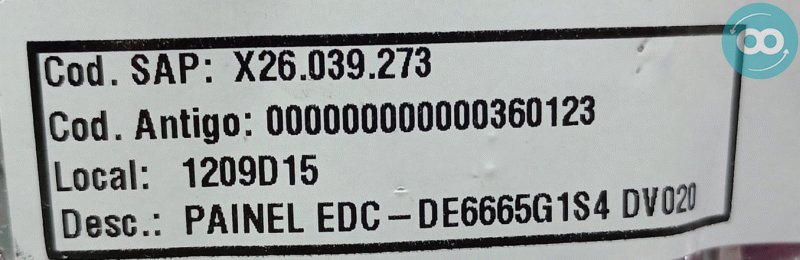 Cod. SAP: X26.039.273
Cod. Antigo: 000000000000360123
Local: 1209D15
Desc.: PAINEL EDC – DE6665G1S4 DV020